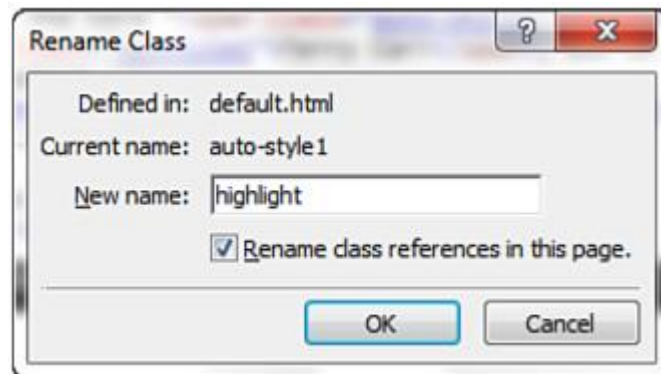 Rename Class
Defined in: default.html
Current name: auto-style1
New name: highlight
Rename class references in this page.
OK Cancel